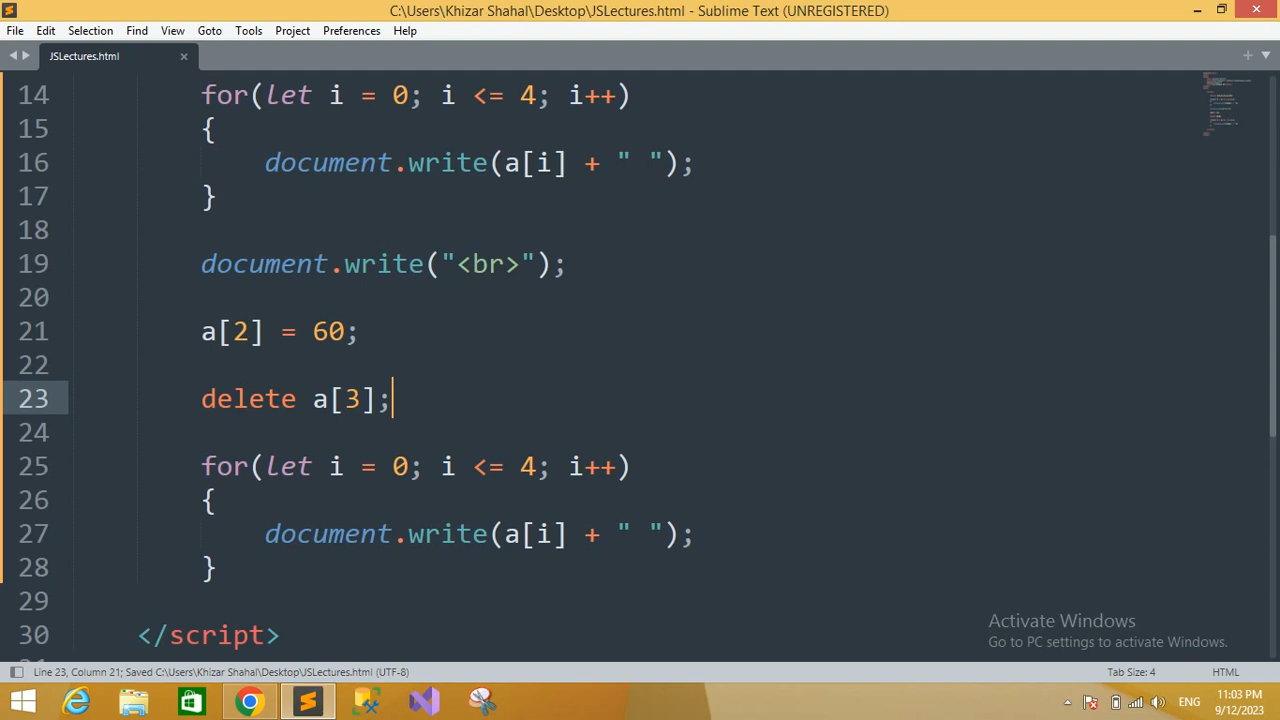 C:\Users\Khizar Shahal\Desktop\JSLectures.html - Sublime Text (UNREGISTERED)
File Edit Selection Find View Goto Tools Project Preferences Help
JSLectures.html
14 for(let i = 0; i <= 4; i++)
15 {
16 document.write(a[i] + " ");
17 }
18
19 document.write("<br>");
20
21 a[2] = 60;
22
23 delete a[3];
24
25 for(let i = 0; i <= 4; i++)
26 {
27 document.write(a[i] + " ");
28 }
29
30 </script>
Activate Windows
Go to PC settings to activate Windows.
Line 23, Column 21; Saved C:\Users\Khizar Shahal\Desktop\JSLectures.html (UTF-8) Tab Size: 4 HTML
ENG 11:03 PM
9/12/2023